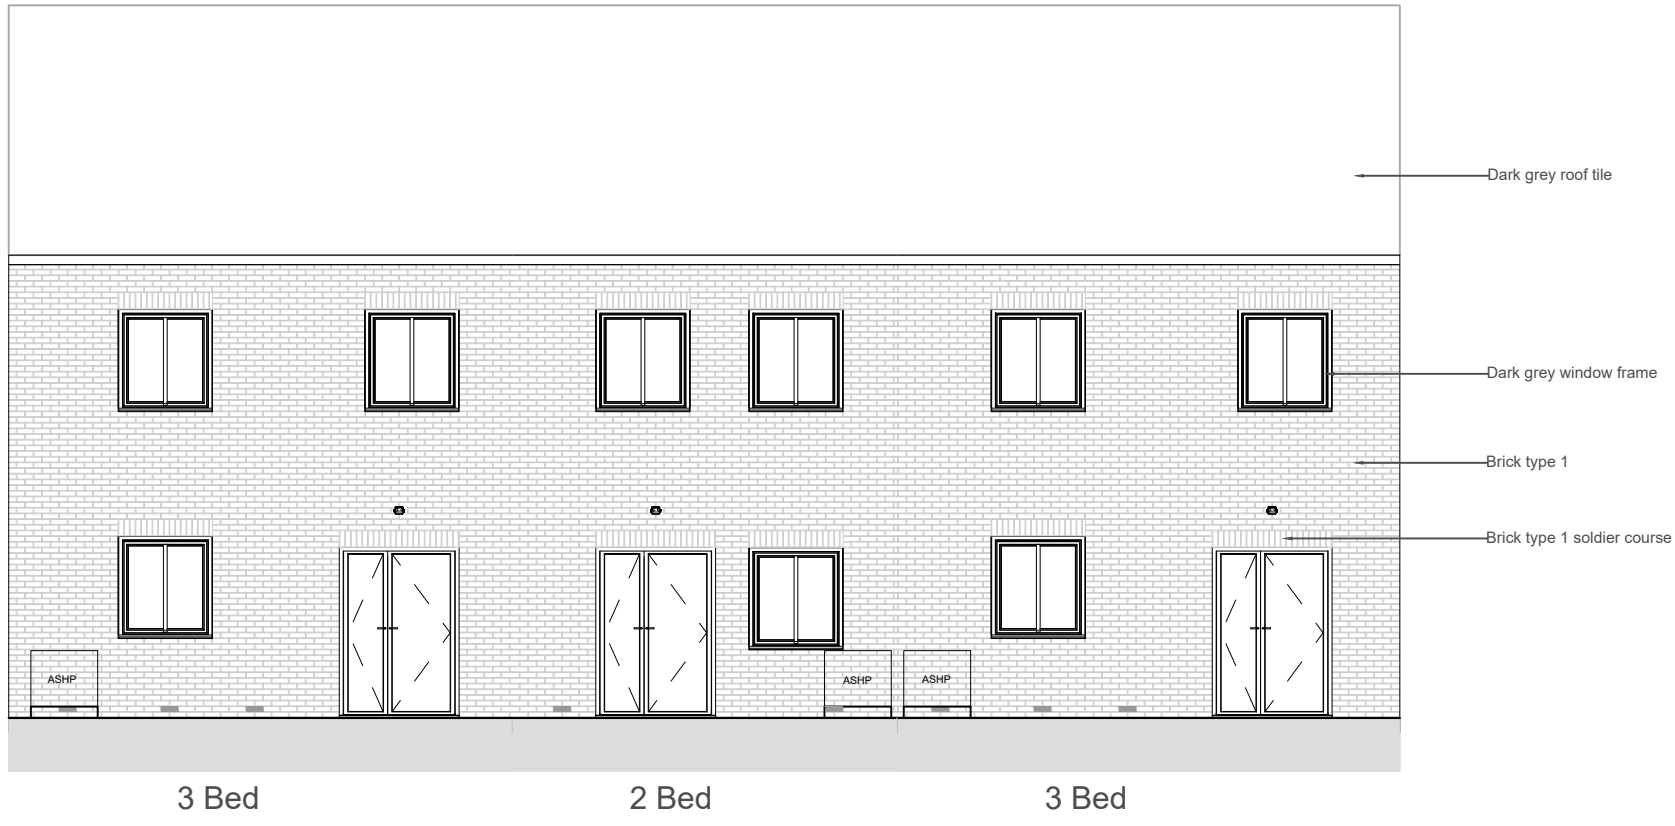 Dark grey roof tile
Dark grey window frame
Brick type 1
Brick type 1 soldier course
ASHP
ASHP
ASHP
3 Bed
2 Bed
3 Bed